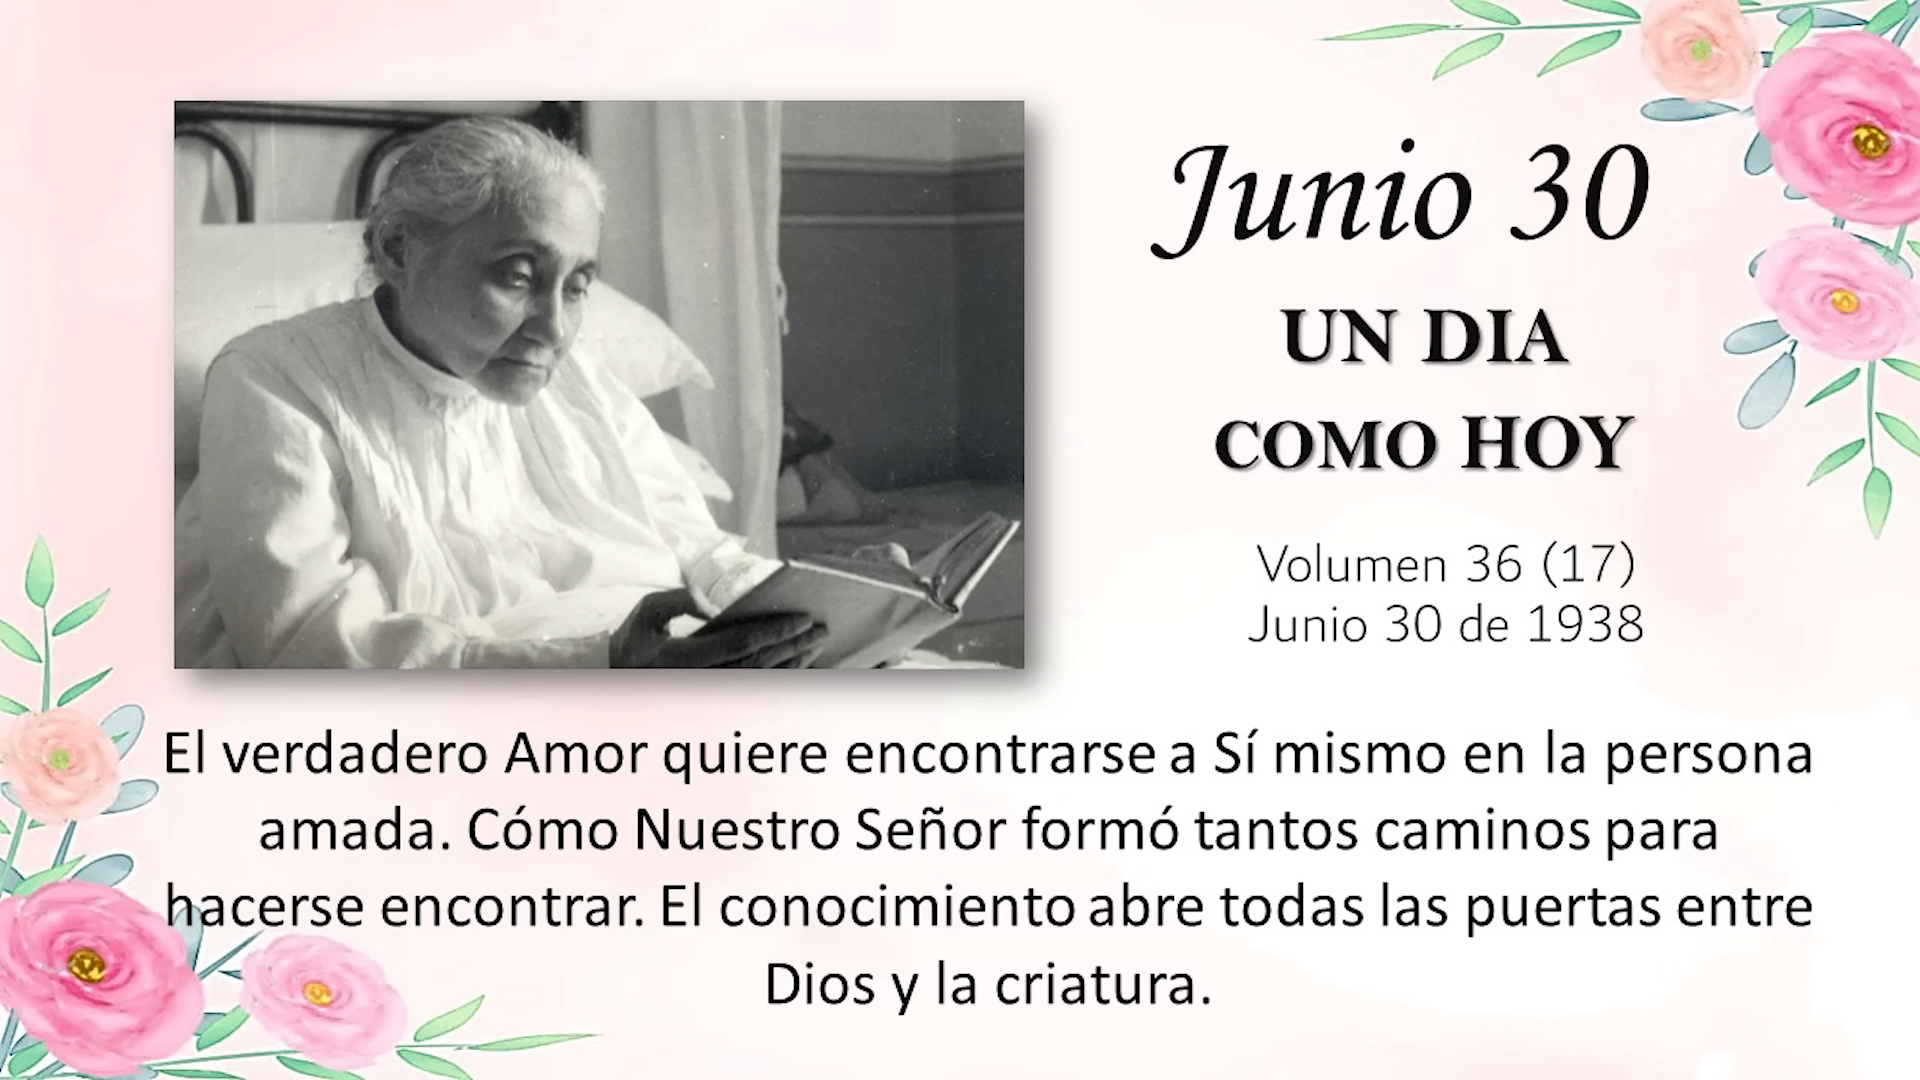 Junio 30
UN DIA
COMO HOY
Volumen 36 (17)
Junio 30 de 1938
El verdadero Amor quiere encontrarse a Sí mismo en la persona
amada. Cómo Nuestro Señor formó tantos caminos para
hacerse encontrar. El conocimiento abre todas las puertas entre
Dios y la criatura.